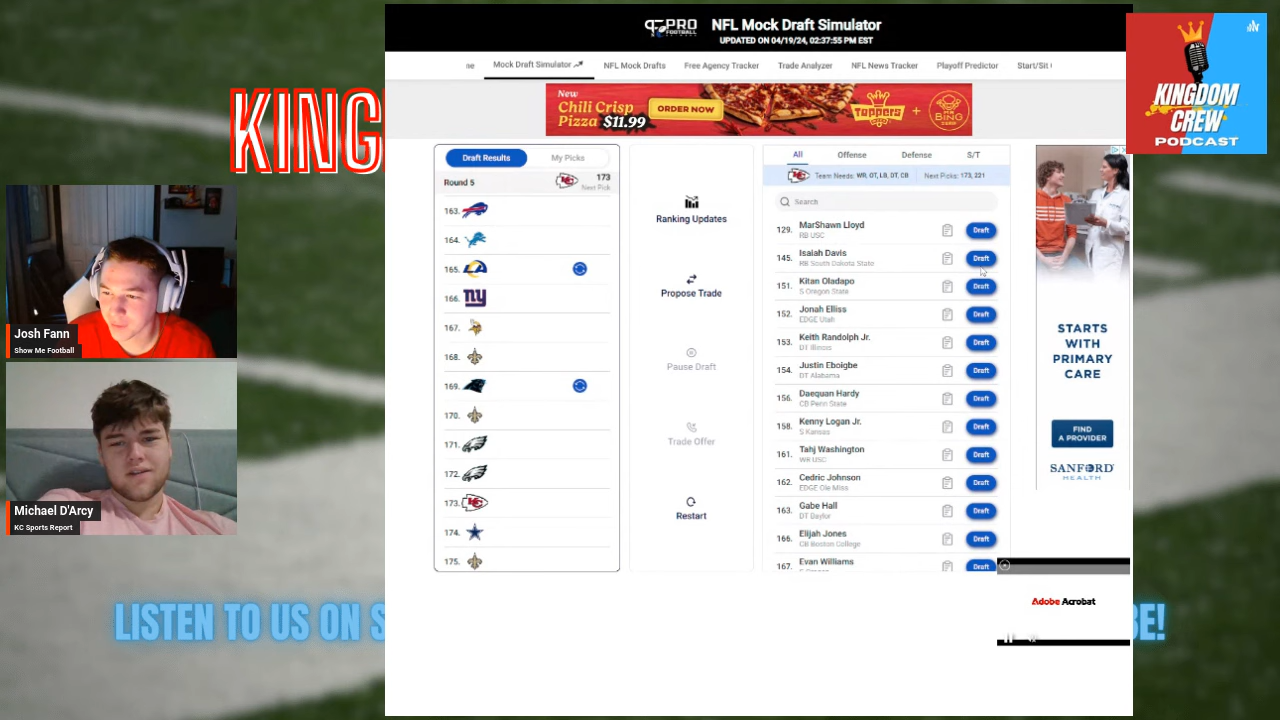 PRO
FOOTBALL
NFL Mock Draft Simulator
UPDATED ON 04/19/24, 02:37:55 PM EST
Mock Draft Simulator
NFL Mock Drafts
Free Agency Tracker
Trade Analyzer
NFL News Tracker
Playoff Predictor
Start/Sit
New
Chili Crisp
Pizza $11.99
ORDER NOW
Toppers
+
KINGDOM
CREW
PODCAST
KING
Draft Results
My Picks
Round 5
173
Next Pick
163.
164.
165.
166.
167.
168.
169.
170.
171.
172.
173.
174.
175.
Ranking Updates
Propose Trade
Pause Draft
Trade Offer
Restart
All
Offense
Defense
S/T
Team Needs: WR, OT, LB, DT, CB
Next Picks: 173, 221
Search
129. MarShawn Lloyd
RB USC
Draft
145. Isaiah Davis
RB South Dakota State
Draft
151. Kitan Oladapo
S Oregon State
Draft
152. Jonah Elliss
EDGE Utah
Draft
153. Keith Randolph Jr.
DT Illinois
Draft
154. Justin Eboigbe
DT Alabama
Draft
156. Daequan Hardy
CB Penn State
Draft
158. Kenny Logan Jr.
S Kansas
Draft
161. Tahj Washington
WR USC
Draft
162. Cedric Johnson
EDGE Ole Miss
Draft
163. Gabe Hall
DT Baylor
Draft
166. Elijah Jones
CB Boston College
Draft
167. Evan Williams
Draft
STARTS
WITH
PRIMARY
CARE
FIND
A PROVIDER
SANFORD
HEALTH
Adobe Acrobat
Josh Fann
Show Me Football
Michael D'Arcy
KC Sports Report
LISTEN TO US ON S
BE!